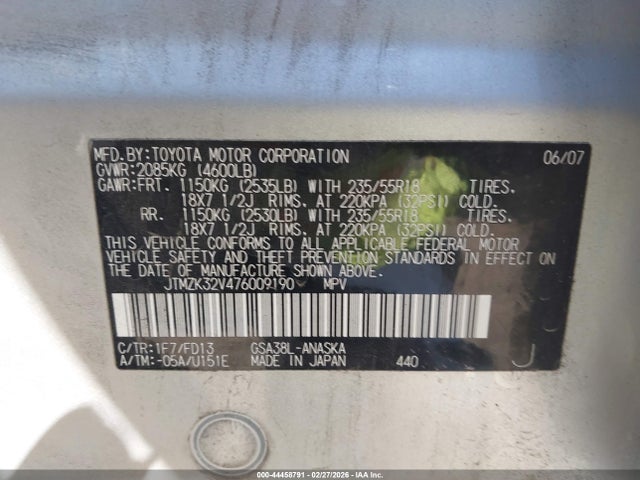 MFD.BY:TOYOTA MOTOR CORPORATION 06/07
GVWR:2085KG (4600LB)
GAWR:FRT. 1150KG (2535LB) WITH 235/55R18 TIRES.
18X7 1/2J RIMS. AT 220KPA (32PSI) COLD.
RR. 1150KG (2530LB) WITH 235/55R18 TIRES.
18X7 1/2J RIMS. AT 220KPA (32PSI) COLD.
THIS VEHICLE CONFORMS TO ALL APPLICABLE FEDERAL MOTOR
VEHICLE SAFETY AND THEFT PREVENTION STANDARDS IN EFFECT
ON THE DATE OF MANUFACTURE SHOWN ABOVE.
JTMZK32V476009190 MPV
C/TR:1F7/FD13 GSA38L-ANASKA
A/TM:-05A/U151E MADE IN JAPAN 440 J
000-44458791 - 02/27/2026 - IAA Inc.